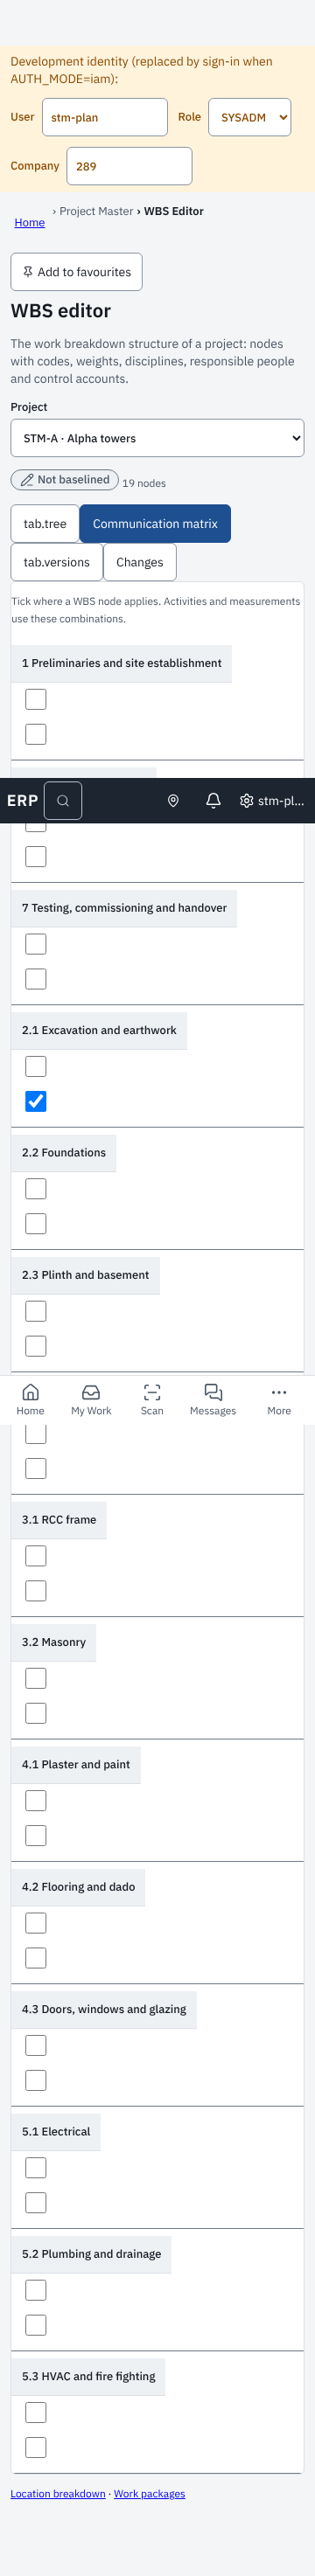 Development identity (replaced by sign-in when
AUTH_MODE=iam):
User stm-plan Role SYSADM
Company 289
Home › Project Master › WBS Editor
Add to favourites
WBS editor
The work breakdown structure of a project: nodes
with codes, weights, disciplines, responsible people
and control accounts.
Project
STM-A · Alpha towers
Not baselined 19 nodes
tab.tree Communication matrix
tab.versions Changes
Tick where a WBS node applies. Activities and measurements
use these combinations.
1 Preliminaries and site establishment
ERP stm-pl...
7 Testing, commissioning and handover
2.1 Excavation and earthwork
2.2 Foundations
2.3 Plinth and basement
Home My Work Scan Messages More
3.1 RCC frame
3.2 Masonry
4.1 Plaster and paint
4.2 Flooring and dado
4.3 Doors, windows and glazing
5.1 Electrical
5.2 Plumbing and drainage
5.3 HVAC and fire fighting
Location breakdown · Work packages